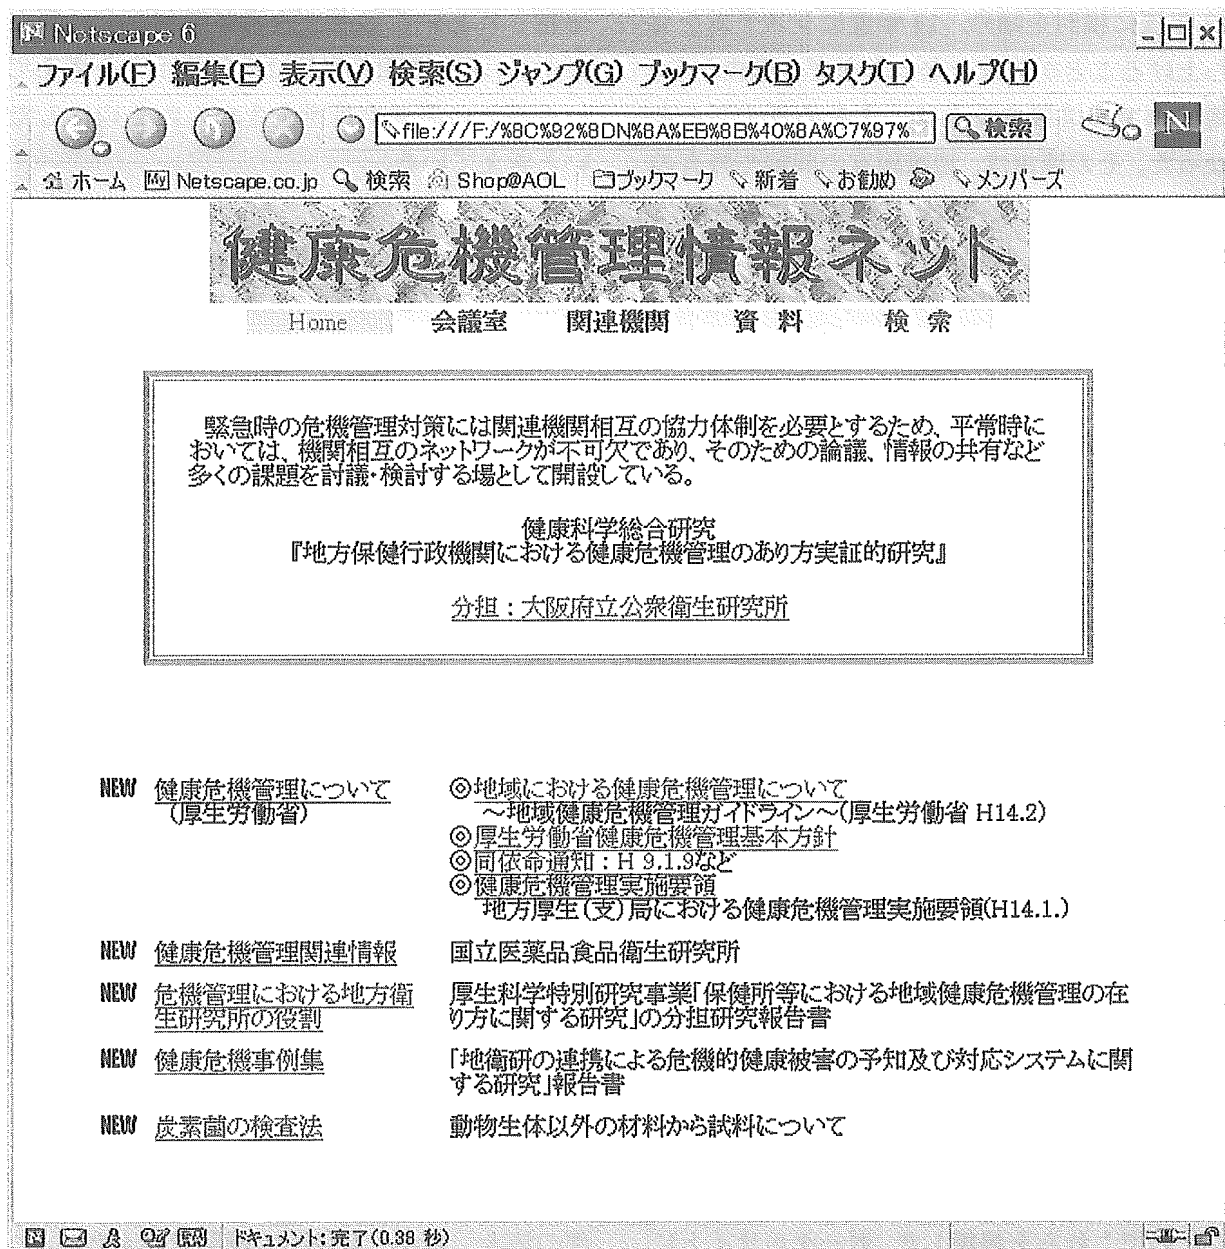 Netscape 6
ファイル(F) 編集(E) 表示(V) 検索(S) ジャンプ(G) ブックマーク(B) タスク(T) ヘルプ(H)
file:///F:/%8C%92%8DN%8A%EB%8B%40%8A%C7%97% 検索
ホーム Netscape.co.jp 検索 Shop@AOL ブックマーク 新着 お勧め メンバーズ
健康危機管理情報ネット
Home 会議室 関連機関 資料 検索
緊急時の危機管理対策には関連機関相互の協力体制を必要とするため、平常時に
おいては、機関相互のネットワークが不可欠であり、そのための論議、情報の共有など
多くの課題を討議・検討する場として開設している。
健康科学総合研究
『地方保健行政機関における健康危機管理のあり方実証的研究』
分担：大阪府立公衆衛生研究所
NEW 健康危機管理について ◎地域における健康危機管理について
(厚生労働省) ～地域健康危機管理ガイドライン～(厚生労働省 H14.2)
◎厚生労働省健康危機管理基本方針
◎同依命通知：H 9.1.9など
◎健康危機管理実施要領
地方厚生(支)局における健康危機管理実施要領(H14.1.)
NEW 健康危機管理関連情報 国立医薬品食品衛生研究所
NEW 危機管理における地方衛 厚生科学特別研究事業「保健所等における地域健康危機管理の在
生研究所の役割 り方に関する研究」の分担研究報告書
NEW 健康危機事例集 「地衛研の連携による危機的健康被害の予知及び対応システムに関
する研究」報告書
NEW 炭素菌の検査法 動物生体以外の材料から試料について
ドキュメント: 完了(0.38 秒)